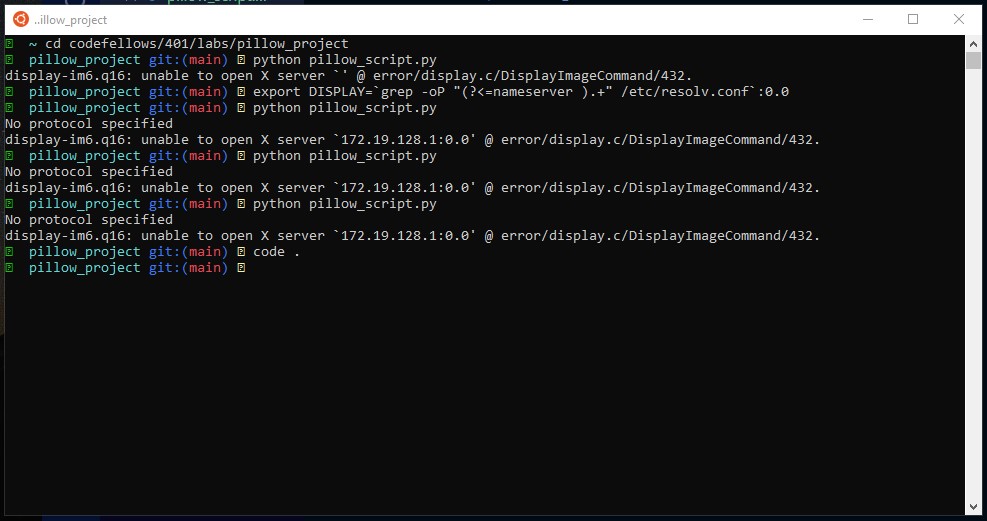 ..illow_project
~ cd codefellows/401/labs/pillow_project
pillow_project git:(main) python pillow_script.py
display-im6.q16: unable to open X server `' @ error/display.c/DisplayImageCommand/432.
pillow_project git:(main) export DISPLAY=`grep -oP "(?<=nameserver ).+" /etc/resolv.conf`:0.0
pillow_project git:(main) python pillow_script.py
No protocol specified
display-im6.q16: unable to open X server `172.19.128.1:0.0' @ error/display.c/DisplayImageCommand/432.
pillow_project git:(main) python pillow_script.py
No protocol specified
display-im6.q16: unable to open X server `172.19.128.1:0.0' @ error/display.c/DisplayImageCommand/432.
pillow_project git:(main) python pillow_script.py
No protocol specified
display-im6.q16: unable to open X server `172.19.128.1:0.0' @ error/display.c/DisplayImageCommand/432.
pillow_project git:(main) code .
pillow_project git:(main)